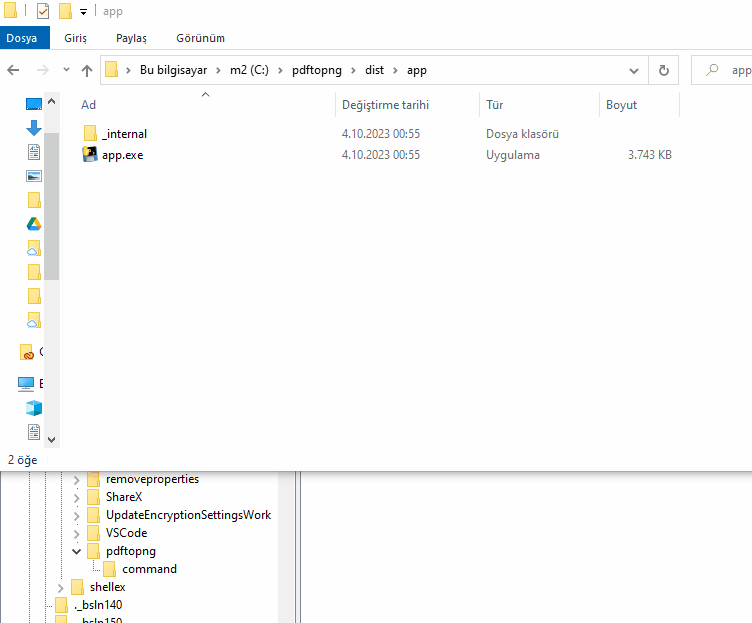 app
Dosya Giriş Paylaş Görünüm
Bu bilgisayar m2 (C:) pdftopng dist app app
Ad Değiştirme tarihi Tür Boyut
_internal 4.10.2023 00:55 Dosya klasörü
app.exe 4.10.2023 00:55 Uygulama 3.743 KB
2 öğe
removeproperties
ShareX
UpdateEncryptionSettingsWork
VSCode
pdftopng
command
shellex
._bsln140
._bsln150